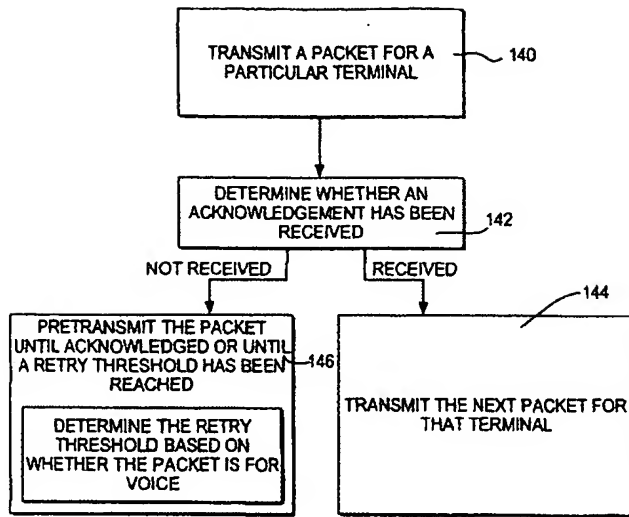 TRANSMIT A PACKET FOR A
PARTICULAR TERMINAL
140
DETERMINE WHETHER AN
ACKNOWLEDGEMENT HAS BEEN
RECEIVED
142
NOT RECEIVED
RECEIVED
144
PRETRANSMIT THE PACKET
UNTIL ACKNOWLEDGED OR UNTIL
A RETRY THRESHOLD HAS BEEN
REACHED
146
DETERMINE THE RETRY
THRESHOLD BASED ON
WHETHER THE PACKET IS FOR
VOICE
TRANSMIT THE NEXT PACKET FOR
THAT TERMINAL